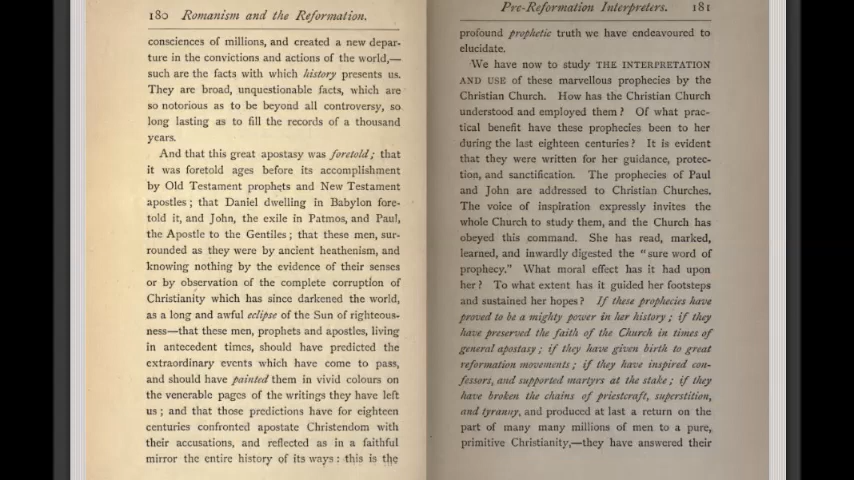 180 Romanism and the Reformation.
consciences of millions, and created a new depar-
ture in the convictions and actions of the world,—
such are the facts with which history presents us.
They are broad, unquestionable facts, which are
so notorious as to be beyond all controversy, so
long lasting as to fill the records of a thousand
years.
And that this great apostasy was foretold; that
it was foretold ages before its accomplishment
by Old Testament prophets and New Testament
apostles; that Daniel dwelling in Babylon fore-
told it, and John, the exile in Patmos, and Paul,
the Apostle to the Gentiles; that these men, sur-
rounded as they were by ancient heathenism, and
knowing nothing by the evidence of their senses
or by observation of the complete corruption of
Christianity which has since darkened the world,
as a long and awful eclipse of the Sun of righteous-
ness—that these men, prophets and apostles, living
in antecedent times, should have predicted the
extraordinary events which have come to pass,
and should have painted them in vivid colours on
the venerable pages of the writings they have left
us; and that those predictions have for eighteen
centuries confronted apostate Christendom with
their accusations, and reflected as in a faithful
mirror the entire history of its ways: this is the
Pre-Reformation Interpreters. 181
profound prophetic truth we have endeavoured to
elucidate.
We have now to study THE INTERPRETATION
AND USE of these marvellous prophecies by the
Christian Church. How has the Christian Church
understood and employed them? Of what prac-
tical benefit have these prophecies been to her
during the last eighteen centuries? It is evident
that they were written for her guidance, protec-
tion, and sanctification. The prophecies of Paul
and John are addressed to Christian Churches.
The voice of inspiration expressly invites the
whole Church to study them, and the Church has
obeyed this command. She has read, marked,
learned, and inwardly digested the "sure word of
prophecy." What moral effect has it had upon
her? To what extent has it guided her footsteps
and sustained her hopes? If these prophecies have
proved to be a mighty power in her history; if they
have preserved the faith of the Church in times of
general apostasy; if they have given birth to great
reformation movements; if they have inspired con-
fessors, and supported martyrs at the stake; if they
have broken the chains of priestcraft, superstition,
and tyranny, and produced at last a return on the
part of many many millions of men to a pure,
primitive Christianity,—they have answered their